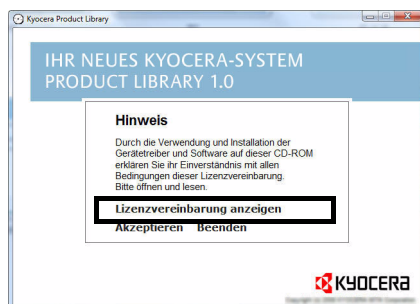 Kyocera Product Library
IHR NEUES KYOCERA-SYSTEM
PRODUCT LIBRARY 1.0
Hinweis
Durch die Verwendung und Installation der
Gerätetreiber und Software auf dieser CD-ROM
erklären Sie ihr Einverständnis mit allen
Bedingungen dieser Lizenzvereinbarung.
Bitte öffnen und lesen.
Lizenzvereinbarung anzeigen
Akzeptieren Beenden
KYOCERA